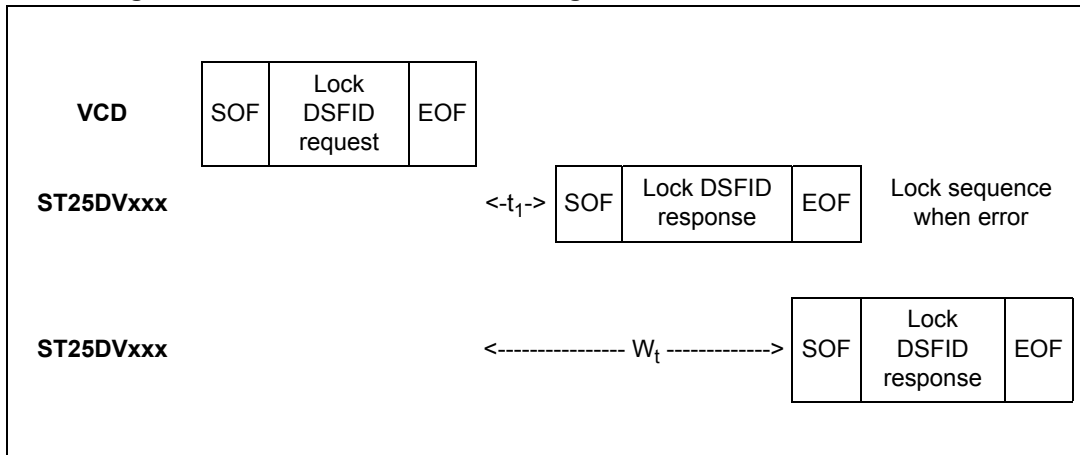 VCD SOF Lock DSFID request EOF
ST25DVxxx <-t₁-> SOF Lock DSFID response EOF Lock sequence when error
ST25DVxxx <---------------- Wₜ -------------> SOF Lock DSFID response EOF